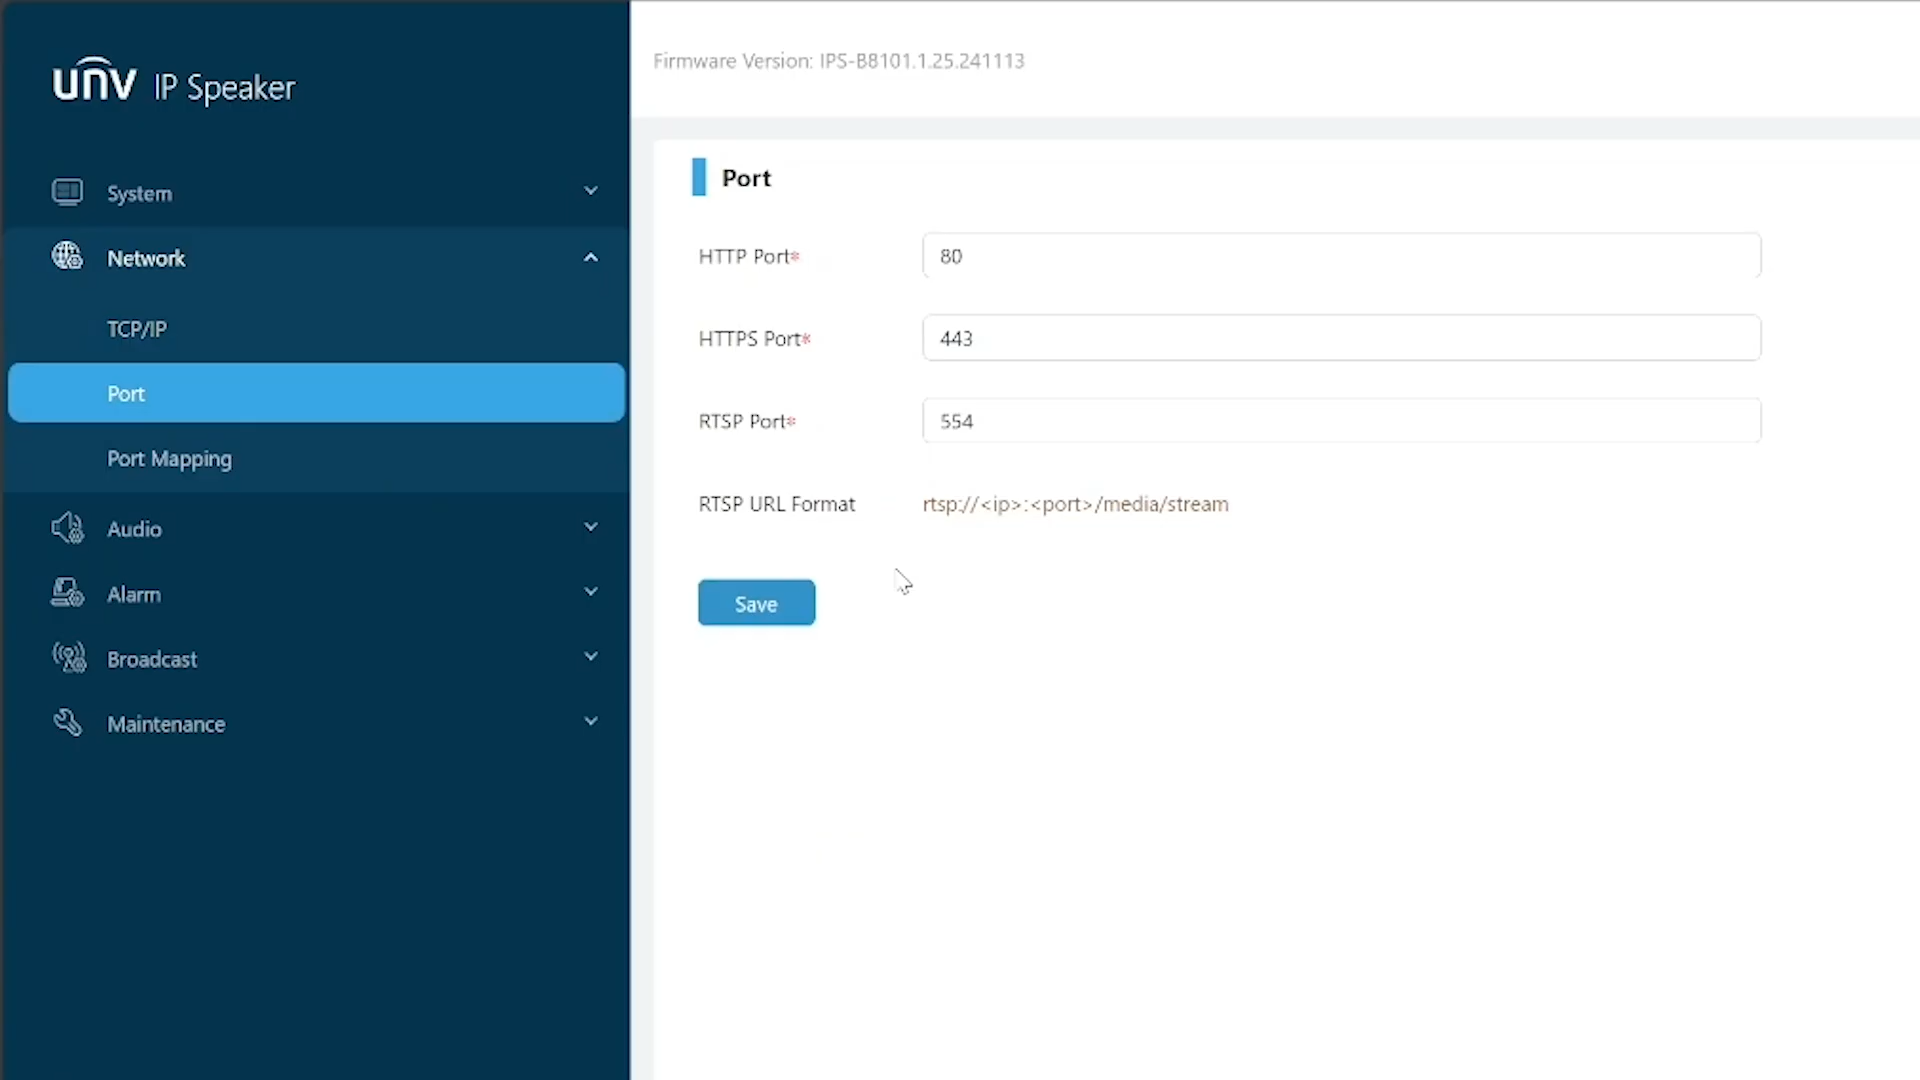 unv IP Speaker
System
Network
TCP/IP
Port
Port Mapping
Audio
Alarm
Broadcast
Maintenance
Firmware Version: IPS-B8101.1.25.241113
Port
HTTP Port* 80
HTTPS Port* 443
RTSP Port* 554
RTSP URL Format rtsp://<ip>:<port>/media/stream
Save